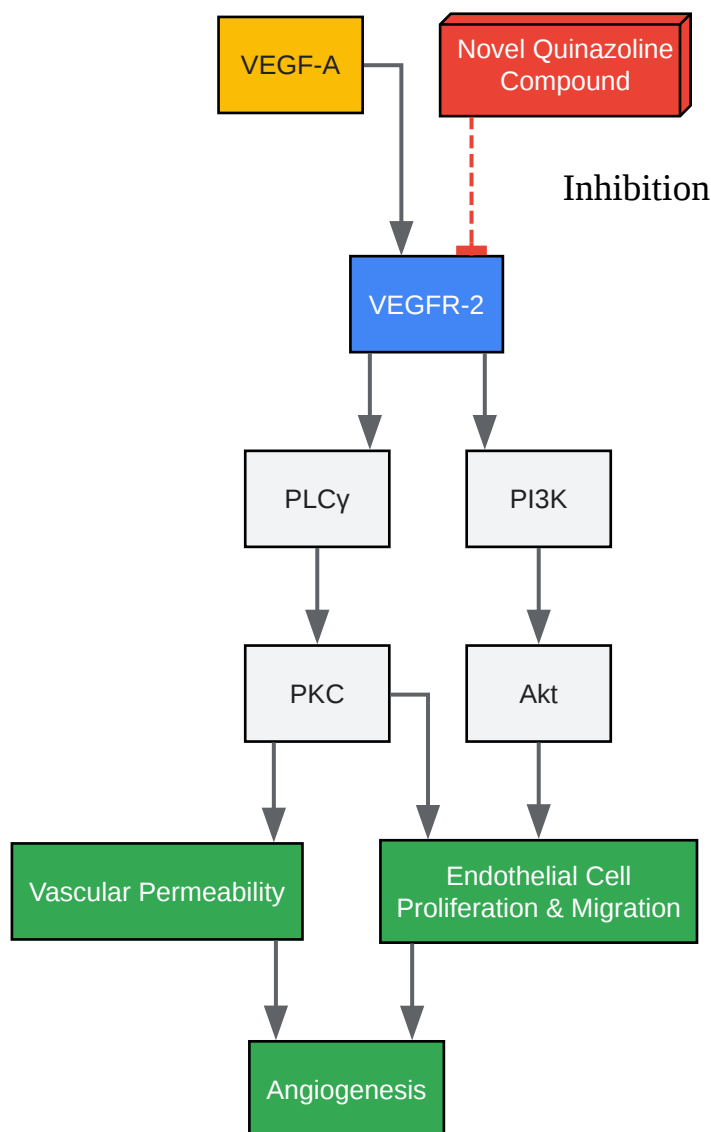 VEGF-A
Novel Quinazoline
Compound
Inhibition
VEGFR-2
PLCγ
PI3K
PKC
Akt
Vascular Permeability
Endothelial Cell
Proliferation & Migration
Angiogenesis